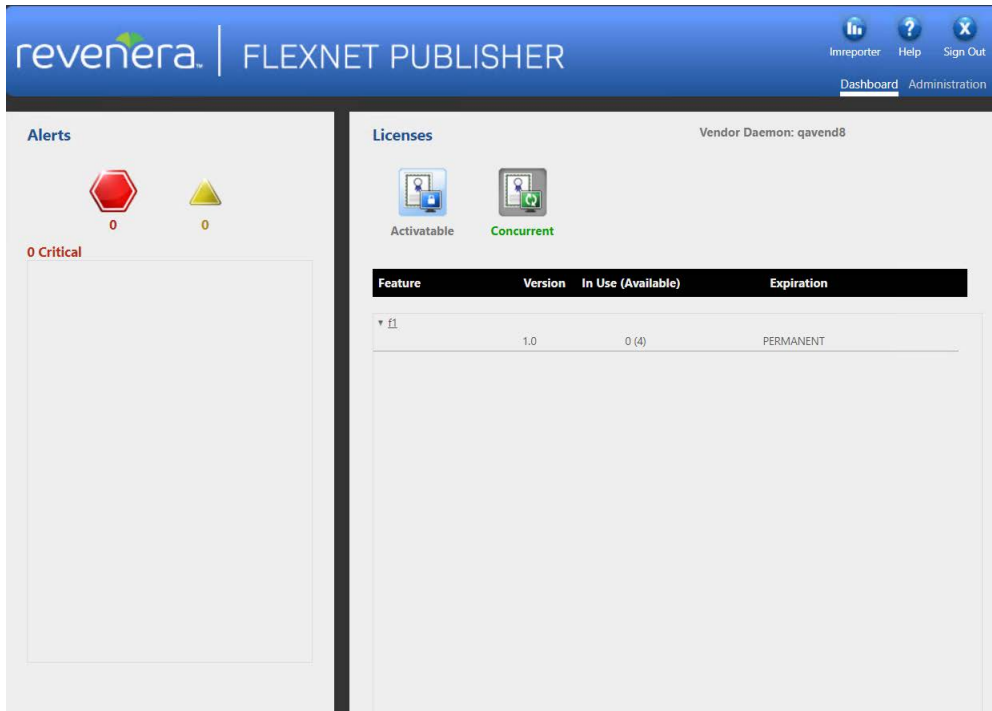 revenera. FLEXNET PUBLISHER
lmreporter Help Sign Out
Dashboard Administration
Alerts
0 0
0 Critical
Licenses
Vendor Daemon: qavend8
Activatable Concurrent
Feature Version In Use (Available) Expiration
f1
1.0 0 (4) PERMANENT